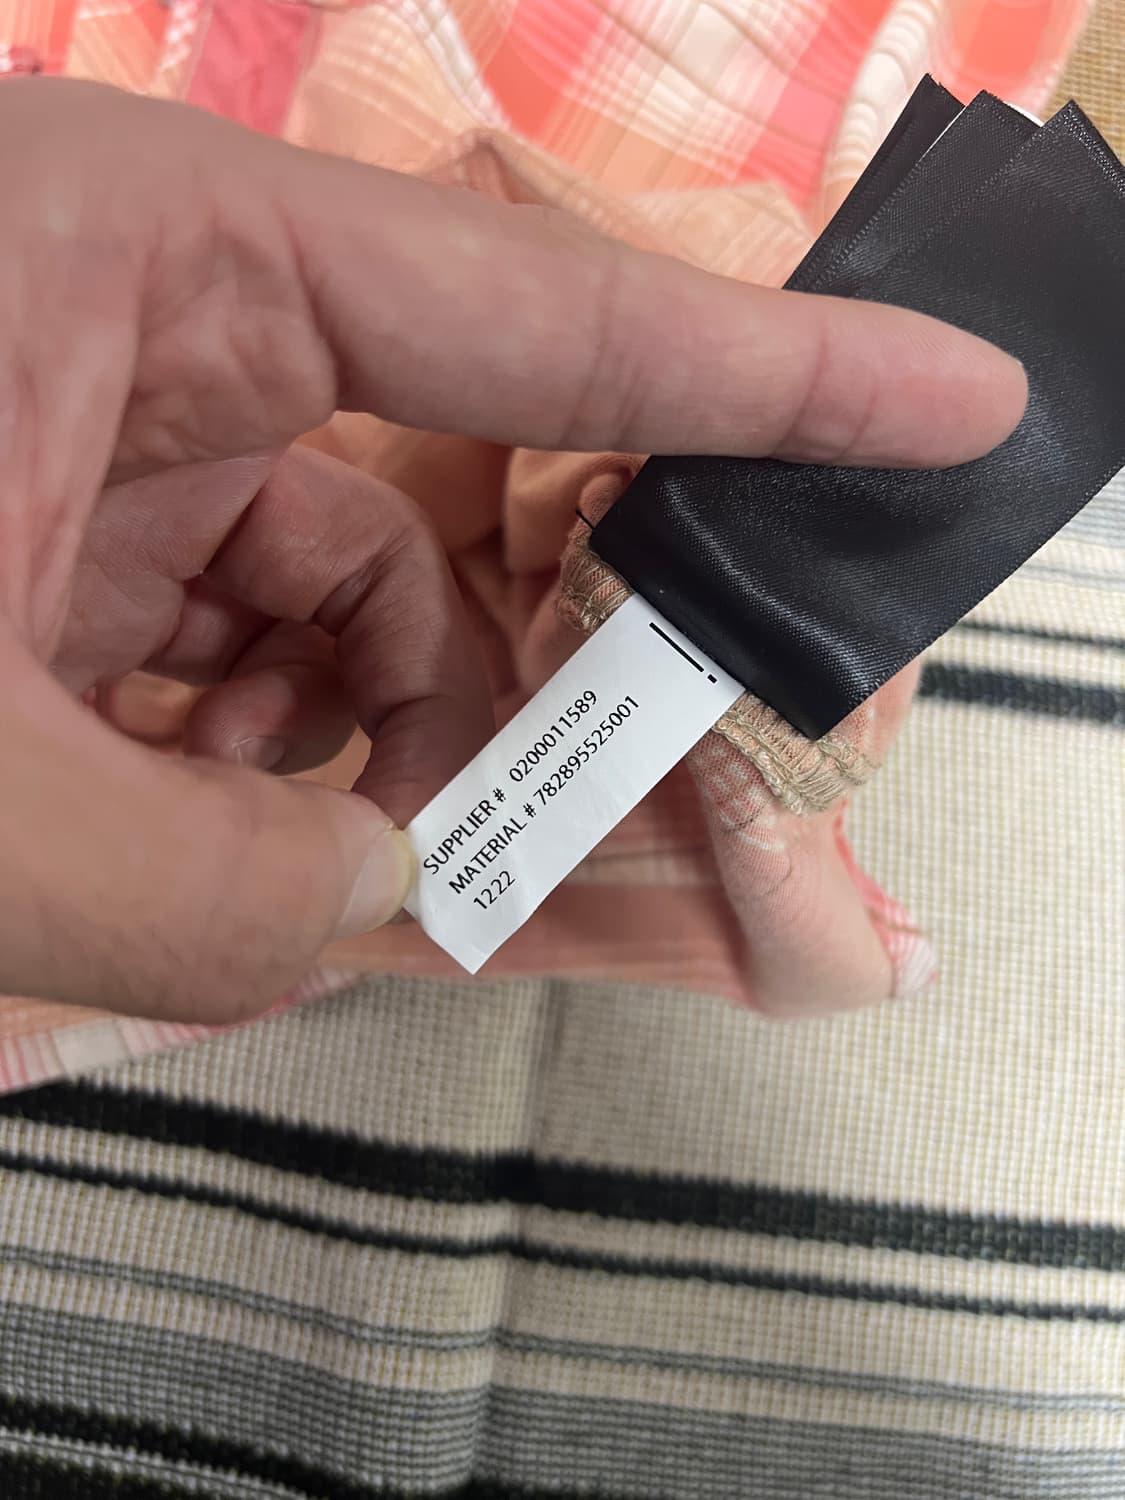 SUPPLIER # 0200011589
MATERIAL # 782895525001
1222